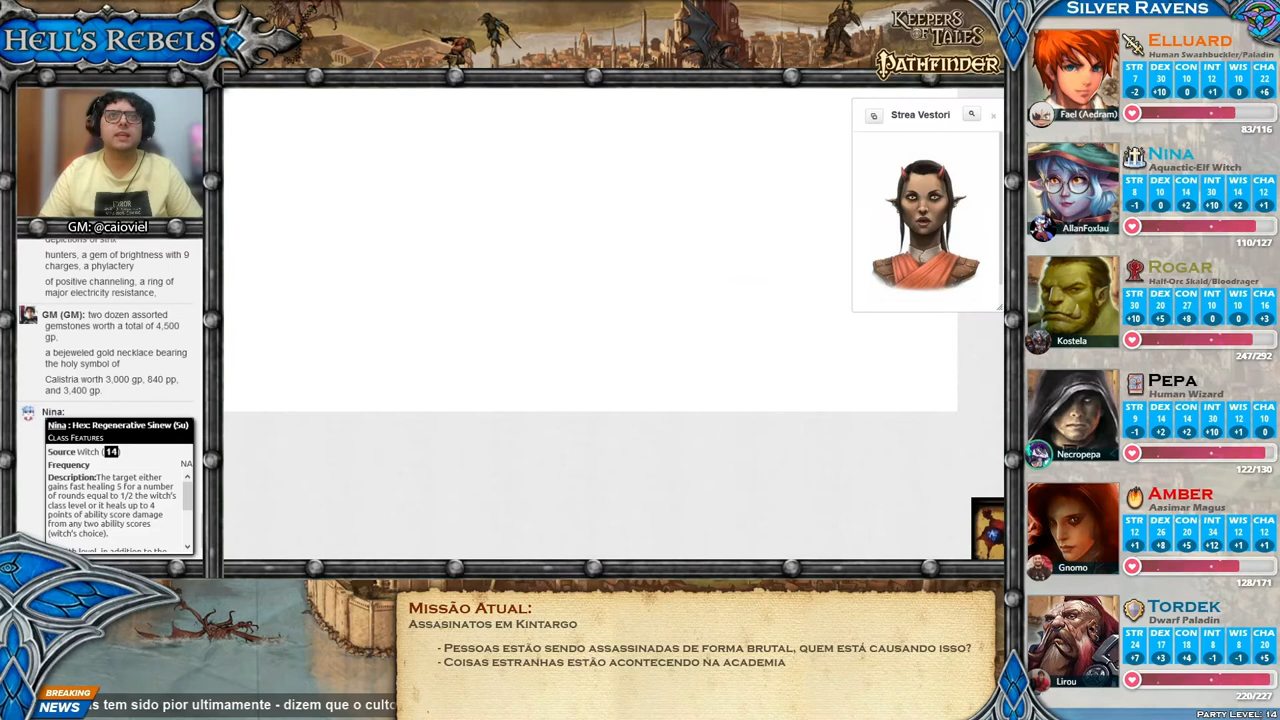 HELL'S REBELS
KEEPERS OF TALES
PATHFINDER
GM: @caioviel
hunters, a gem of brightness with 9
charges, a phylactery
of positive channeling, a ring of
major electricity resistance,
GM (GM): two dozen assorted
gemstones worth a total of 4,500
gp.
a bejeweled gold necklace bearing
the holy symbol of
Calistria worth 3,000 gp, 840 pp,
and 3,400 gp.
Nina:
Nina : Hex: Regenerative Sinew (Su)
CLASS FEATURES
Source Witch (14)
Frequency NA
Description:The target either
gains fast healing 5 for a number
of rounds equal to 1/2 the witch's
class level or it heals up to 4
points of ability score damage
from any two ability scores
(witch's choice).
Strea Vestori
MISSÃO ATUAL:
ASSASINATOS EM KINTARGO
- PESSOAS ESTÃO SENDO ASSASSINADAS DE FORMA BRUTAL, QUEM ESTÁ CAUSANDO ISSO?
- COISAS ESTRANHAS ESTÃO ACONTECENDO NA ACADEMIA
BREAKING
NEWS
s tem sido pior ultimamente - dizem que o culto
SILVER RAVENS
ELLUARD
Human Swashbuckler/Paladin
STR DEX CON INT WIS CHA
7 30 10 12 10 22
-2 +10 0 +1 0 +6
Fael (Aedram)
83/116
NINA
Aquactic-Elf Witch
STR DEX CON INT WIS CHA
8 10 14 30 14 12
-1 0 +2 +10 +2 +1
AllanFoxlau
110/127
ROGAR
Half-Orc Skald/Bloodrager
STR DEX CON INT WIS CHA
30 20 27 10 10 16
+10 +5 +8 0 0 +3
Kostela
247/292
PEPA
Human Wizard
STR DEX CON INT WIS CHA
9 14 14 30 12 10
-1 +2 +2 +10 +1 0
Necropepa
122/130
AMBER
Aasimar Magus
STR DEX CON INT WIS CHA
12 26 20 34 12 12
+1 +8 +5 +12 +1 +1
Gnomo
128/171
TORDEK
Dwarf Paladin
STR DEX CON INT WIS CHA
24 17 18 8 8 20
+7 +3 +4 -1 -1 +5
Lirou
220/227
PARTY LEVEL: 14